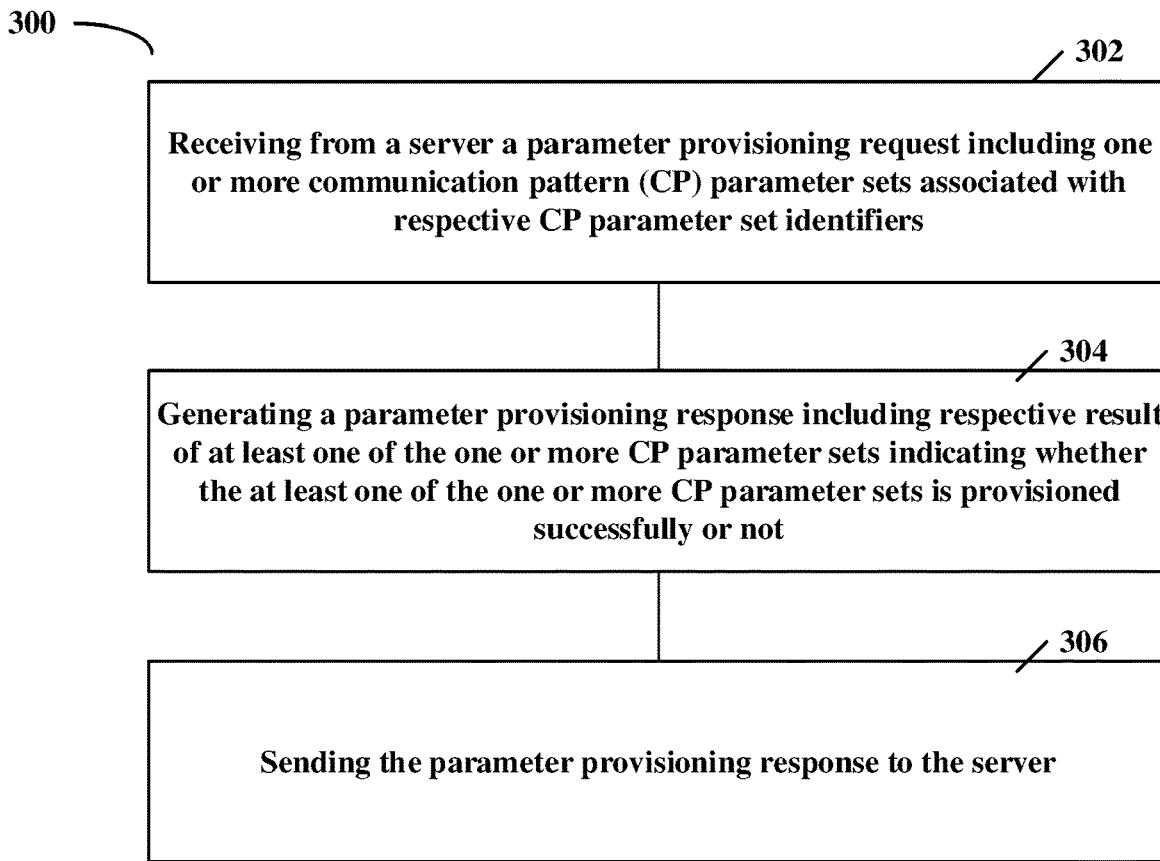 300
302
Receiving from a server a parameter provisioning request including one
or more communication pattern (CP) parameter sets associated with
respective CP parameter set identifiers
304
Generating a parameter provisioning response including respective result
of at least one of the one or more CP parameter sets indicating whether
the at least one of the one or more CP parameter sets is provisioned
successfully or not
306
Sending the parameter provisioning response to the server